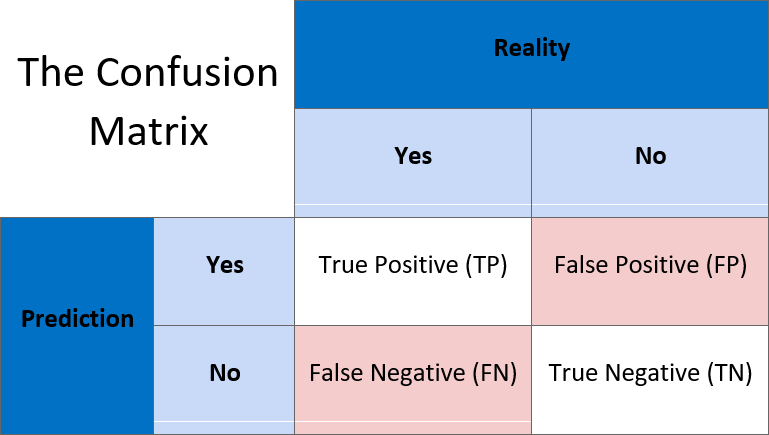 The Confusion
Matrix
Reality
Yes
No
Prediction
Yes
True Positive (TP)
False Positive (FP)
No
False Negative (FN)
True Negative (TN)